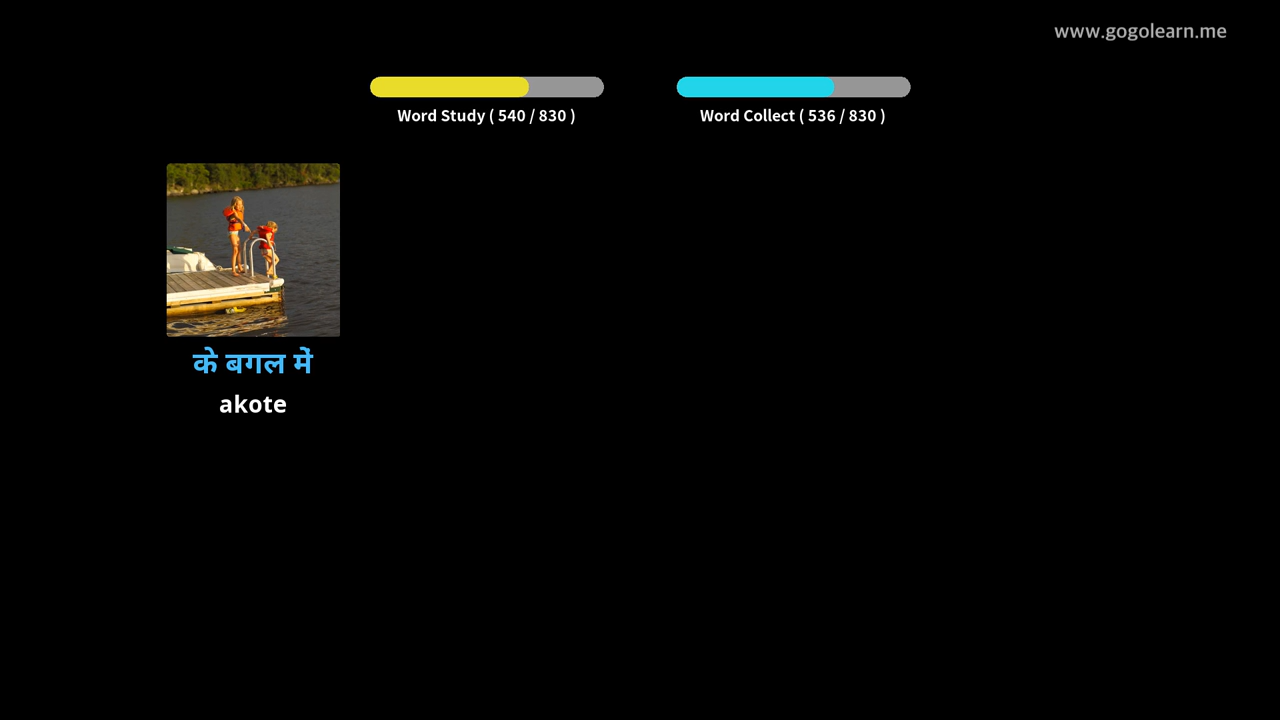 www.gogolearn.me
Word Study ( 540 / 830 )
Word Collect ( 536 / 830 )
के बगल में
akote